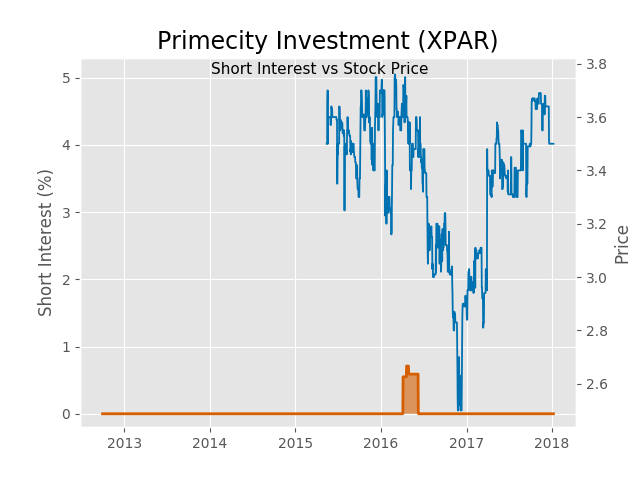 Primecity Investment (XPAR)
Short Interest vs Stock Price
Short Interest (%)
5
4
3
2
1
0
3.8
3.6
3.4
3.2
3.0
2.8
2.6
Price
2013 2014 2015 2016 2017 2018